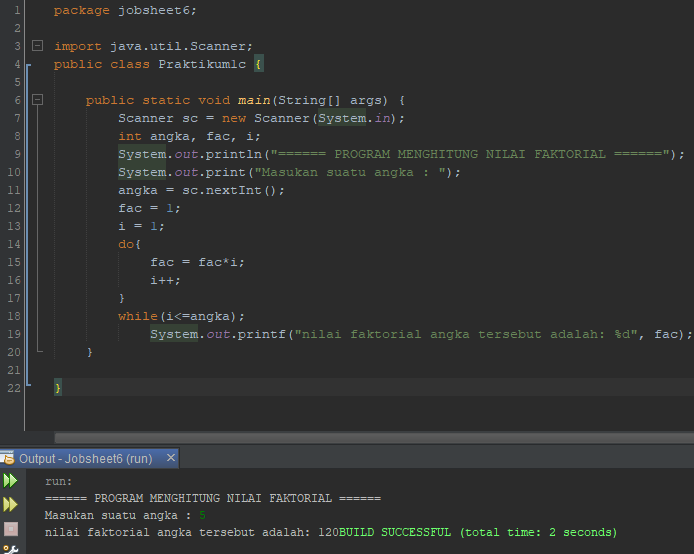 1 package jobsheet6;
2
3 import java.util.Scanner;
4 public class Praktikum1c {
5
6 public static void main(String[] args) {
7 Scanner sc = new Scanner(System.in);
8 int angka, fac, i;
9 System.out.println("====== PROGRAM MENGHITUNG NILAI FAKTORIAL ======");
10 System.out.print("Masukan suatu angka : ");
11 angka = sc.nextInt();
12 fac = 1;
13 i = 1;
14 do{
15 fac = fac*i;
16 i++;
17 }
18 while(i<=angka);
19 System.out.printf("nilai faktorial angka tersebut adalah: %d", fac);
20 }
21
22 }
Output - Jobsheet6 (run) ×
run:
====== PROGRAM MENGHITUNG NILAI FAKTORIAL ======
Masukan suatu angka : 5
nilai faktorial angka tersebut adalah: 120BUILD SUCCESSFUL (total time: 2 seconds)